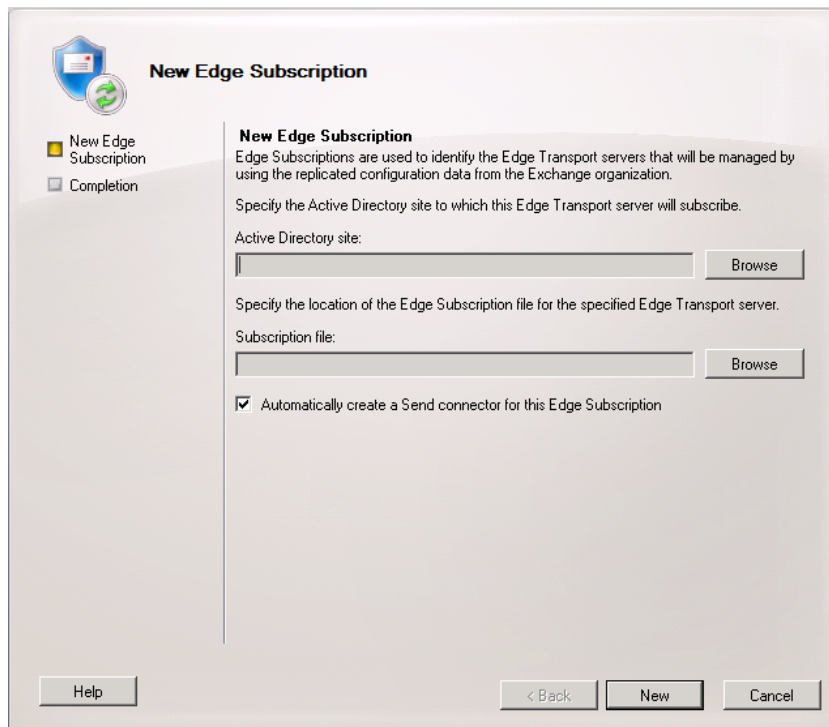 New Edge Subscription
New Edge
Subscription
Completion
New Edge Subscription
Edge Subscriptions are used to identify the Edge Transport servers that will be managed by
using the replicated configuration data from the Exchange organization.
Specify the Active Directory site to which this Edge Transport server will subscribe.
Active Directory site:
Browse
Specify the location of the Edge Subscription file for the specified Edge Transport server.
Subscription file:
Browse
Automatically create a Send connector for this Edge Subscription
Help
< Back
New
Cancel